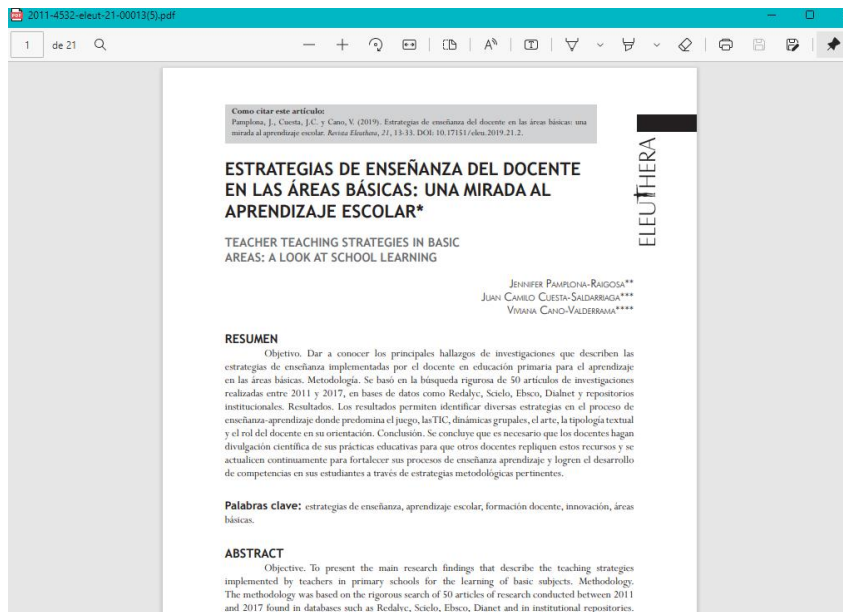 2011-4532-eleut-21-00013(5).pdf
1 de 21
Como citar este artículo:
Pamplona, J., Cuesta, J.C. y Cano, V. (2019). Estrategias de enseñanza del docente en las áreas básicas: una
mirada al aprendizaje escolar. Revista Eleuthera, 21, 13-33. DOI: 10.17151/eleu.2019.21.2.
ELEUTHERA
ESTRATEGIAS DE ENSEÑANZA DEL DOCENTE
EN LAS ÁREAS BÁSICAS: UNA MIRADA AL
APRENDIZAJE ESCOLAR*
TEACHER TEACHING STRATEGIES IN BASIC
AREAS: A LOOK AT SCHOOL LEARNING
Jennifer Pamplona-Raigosa**
Juan Camilo Cuesta-Saldarriaga***
Viviana Cano-Valderrama****
RESUMEN
Objetivo. Dar a conocer los principales hallazgos de investigaciones que describen las
estrategias de enseñanza implementadas por el docente en educación primaria para el aprendizaje
en las áreas básicas. Metodología. Se basó en la búsqueda rigurosa de 50 artículos de investigaciones
realizadas entre 2011 y 2017, en bases de datos como Redalyc, Scielo, Ebsco, Dialnet y repositorios
institucionales. Resultados. Los resultados permiten identificar diversas estrategias en el proceso de
enseñanza-aprendizaje donde predomina el juego, las TIC, dinámicas grupales, el arte, la tipología textual
y el rol del docente en su orientación. Conclusión. Se concluye que es necesario que los docentes hagan
divulgación científica de sus prácticas educativas para que otros docentes repliquen estos recursos y se
actualicen continuamente para fortalecer sus procesos de enseñanza aprendizaje y logren el desarrollo
de competencias en sus estudiantes a través de estrategias metodológicas pertinentes.
Palabras clave: estrategias de enseñanza, aprendizaje escolar, formación docente, innovación, áreas
básicas.
ABSTRACT
Objective. To present the main research findings that describe the teaching strategies
implemented by teachers in primary schools for the learning of basic subjects. Methodology.
The methodology was based on the rigorous search of 50 articles of research conducted between 2011
and 2017 found in databases such as Redalyc, Scielo, Ebsco, Dianet and in institutional repositories.